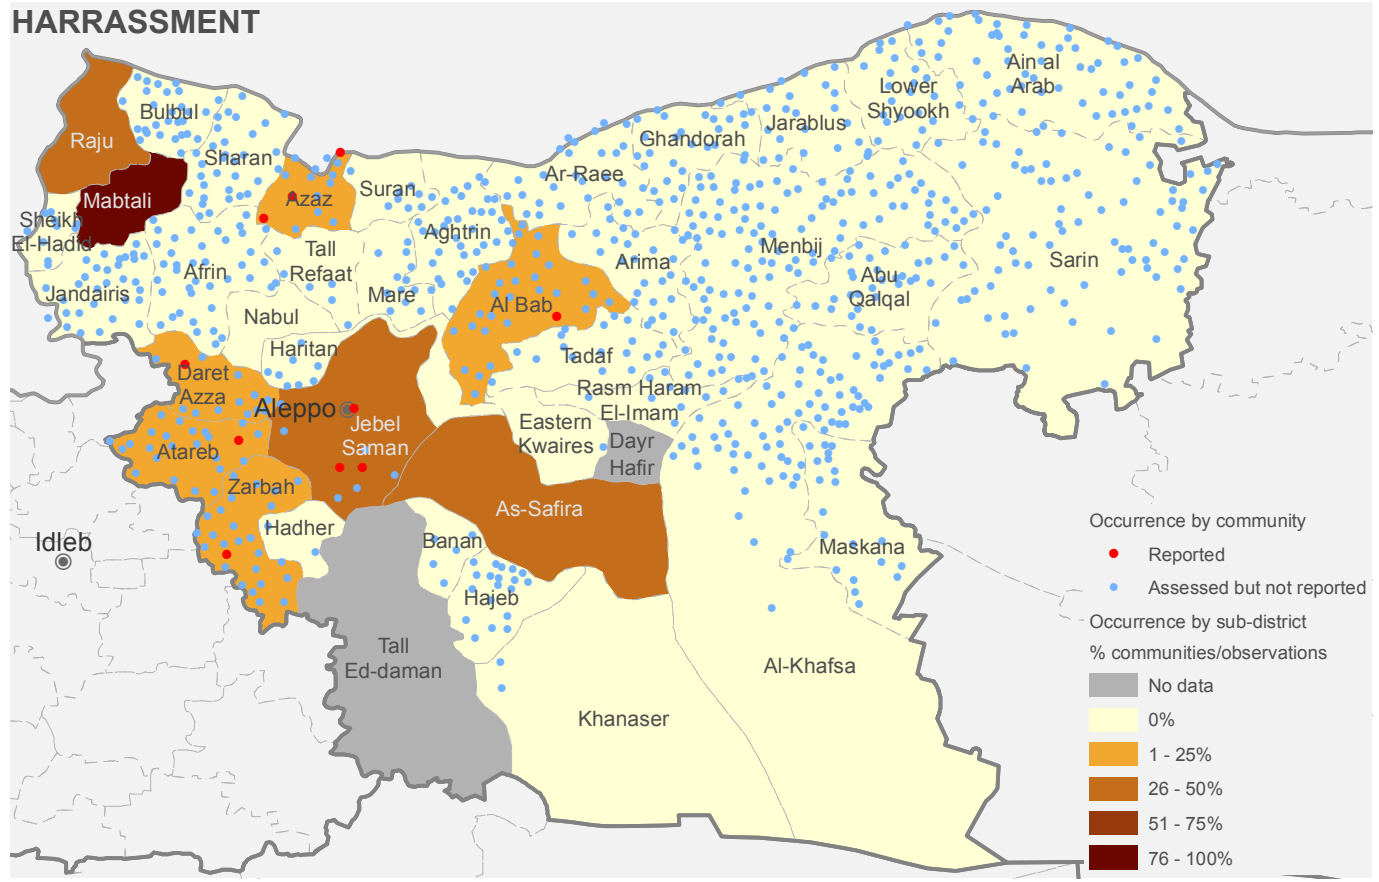 HARRASSMENT
Ain al
Arab
Lower
Shyookh
Bulbul
Jarablus
Ghandorah
Raju
Sharan
Ar-Raee
Suran
Azaz
Mabtali
Sheikh
El-Hadid
Aghtrin
Tall
Refaat
Menbij
Arima
Sarin
Afrin
Abu
Qalqal
Jandairis
Mare
Al Bab
Nabul
Haritan
Tadaf
Daret
Azza
Rasm Haram
El-Imam
Aleppo
Jebel
Saman
Eastern
Kwaires
Dayr
Hafir
Atareb
Zarbah
As-Safira
Hadher
Idleb
Banan
Maskana
Hajeb
Tall
Ed-daman
Al-Khafsa
Khanaser
Occurrence by community
Reported
Assessed but not reported
Occurrence by sub-district
% communities/observations
No data
0%
1 - 25%
26 - 50%
51 - 75%
76 - 100%